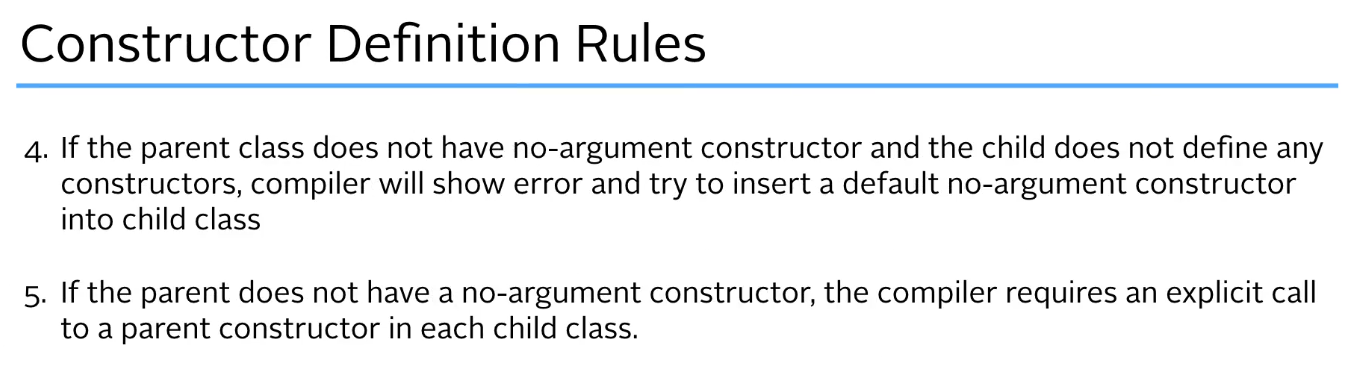 Constructor Definition Rules
4. If the parent class does not have no-argument constructor and the child does not define any
constructors, compiler will show error and try to insert a default no-argument constructor
into child class
5. If the parent does not have a no-argument constructor, the compiler requires an explicit call
to a parent constructor in each child class.